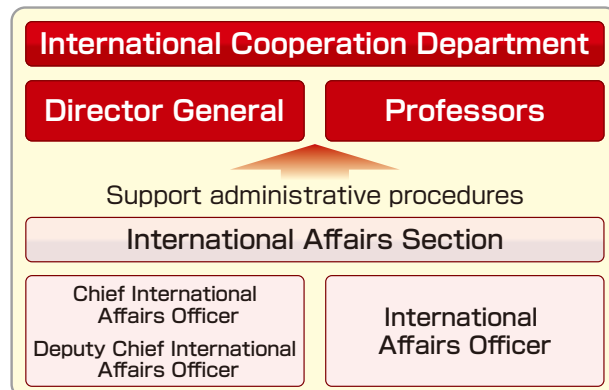 International Cooperation Department
Director General
Professors
Support administrative procedures
International Affairs Section
Chief International
Affairs Officer
Deputy Chief International
Affairs Officer
International
Affairs Officer